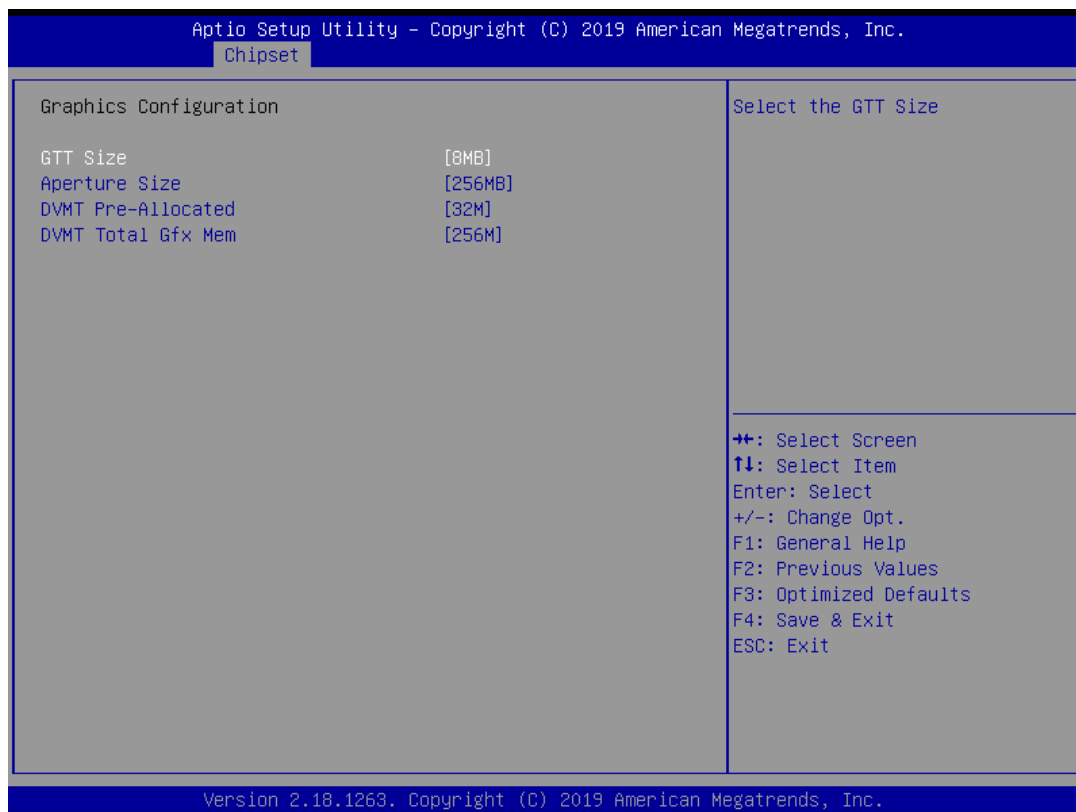 Aptio Setup Utility – Copyright (C) 2019 American Megatrends, Inc.
Chipset
Graphics Configuration
GTT Size [8MB]
Aperture Size [256MB]
DVMT Pre-Allocated [32M]
DVMT Total Gfx Mem [256M]
Select the GTT Size
→←: Select Screen
↑↓: Select Item
Enter: Select
+/-: Change Opt.
F1: General Help
F2: Previous Values
F3: Optimized Defaults
F4: Save & Exit
ESC: Exit
Version 2.18.1263. Copyright (C) 2019 American Megatrends, Inc.